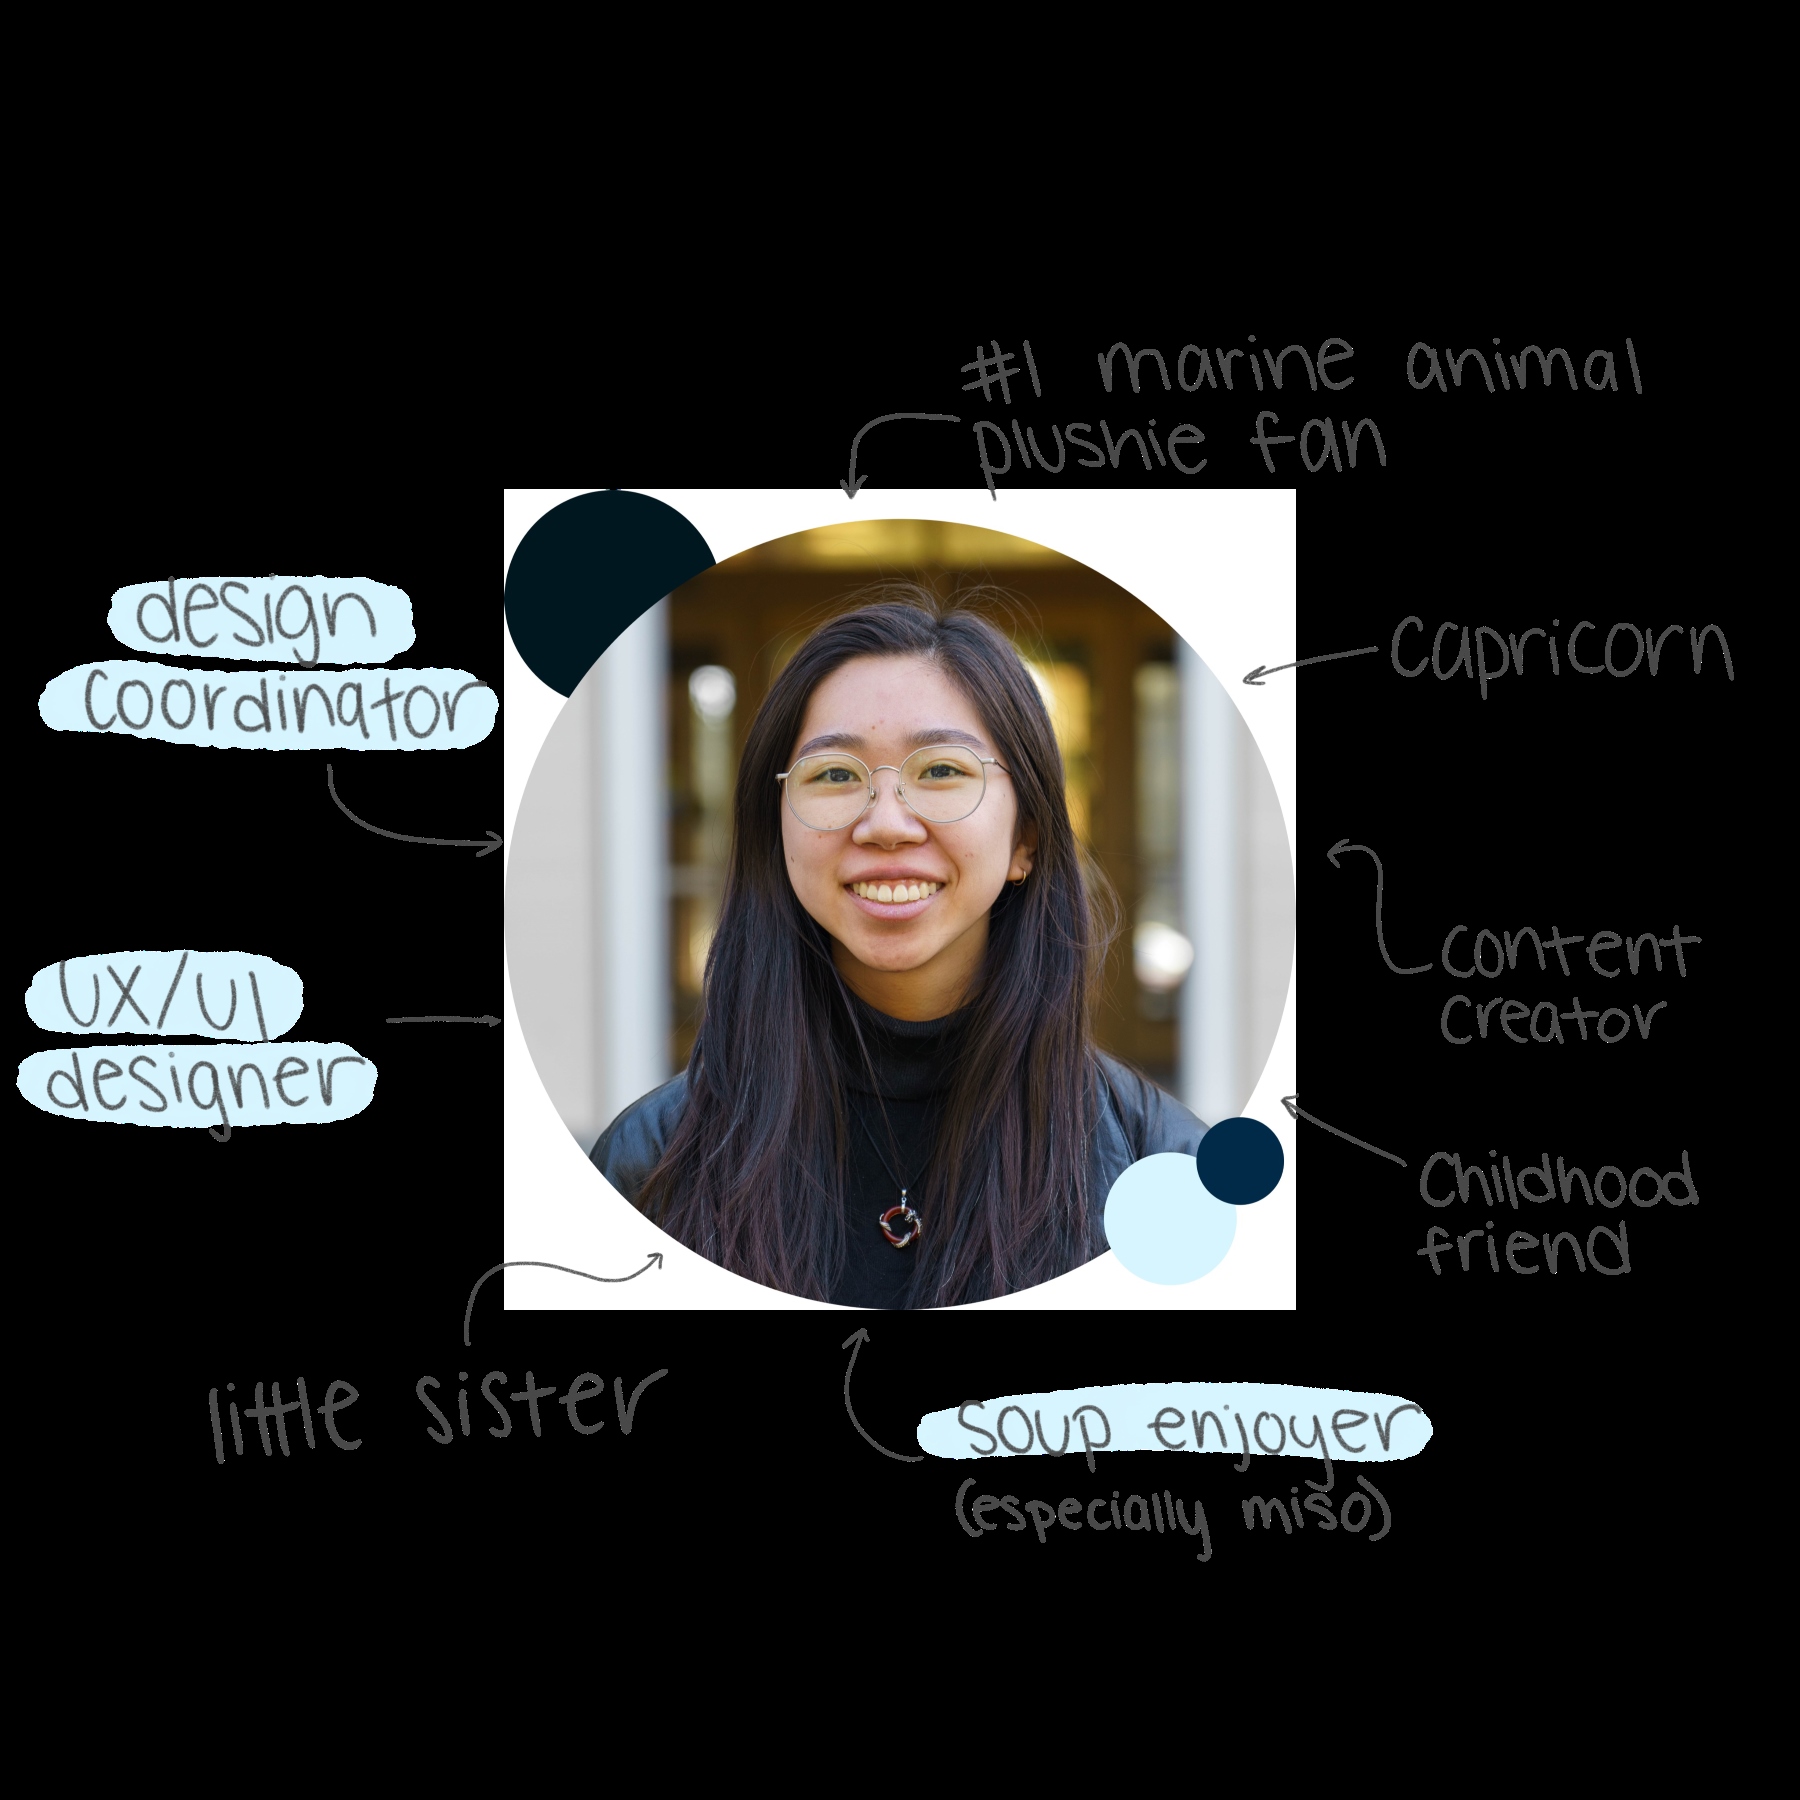 #1 marine animal
plushie fan
design
coordinator
capricorn
UX/UI
designer
content
creator
childhood
friend
little sister
soup enjoyer
(especially miso)